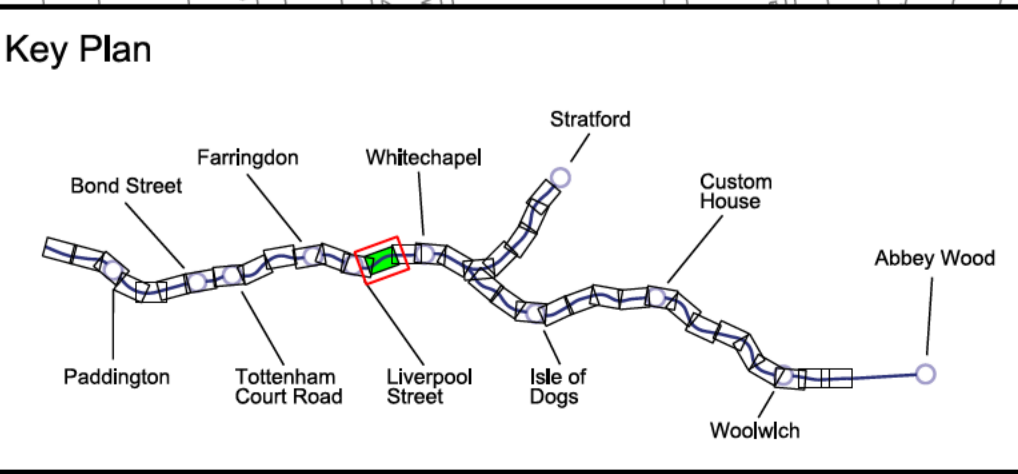 Key Plan
Stratford
Farringdon
Whitechapel
Bond Street
Custom
House
Abbey Wood
Paddington
Tottenham
Court Road
Liverpool
Street
Isle of
Dogs
Woolwich